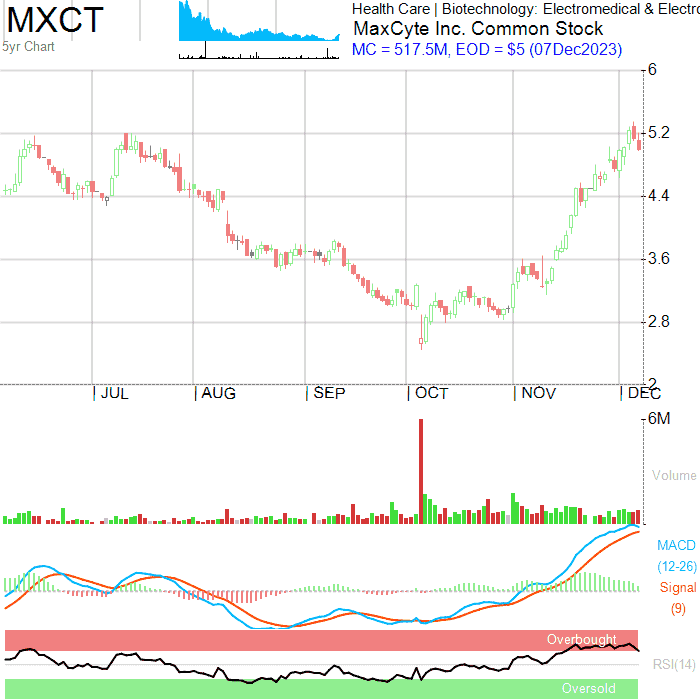 MXCT
5yr Chart
Health Care | Biotechnology: Electromedical & Electro
MaxCyte Inc. Common Stock
MC = 517.5M, EOD = $5 (07Dec2023)
6
5.2
4.4
3.6
2.8
2
JUL AUG SEP OCT NOV DEC
6M
Volume
MACD
(12-26)
Signal
(9)
Overbought
RSI(14)
Oversold